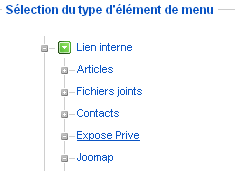 Sélection du type d'élément de menu
Lien interne
Articles
Fichiers joints
Contacts
Expose Prive
Joomap